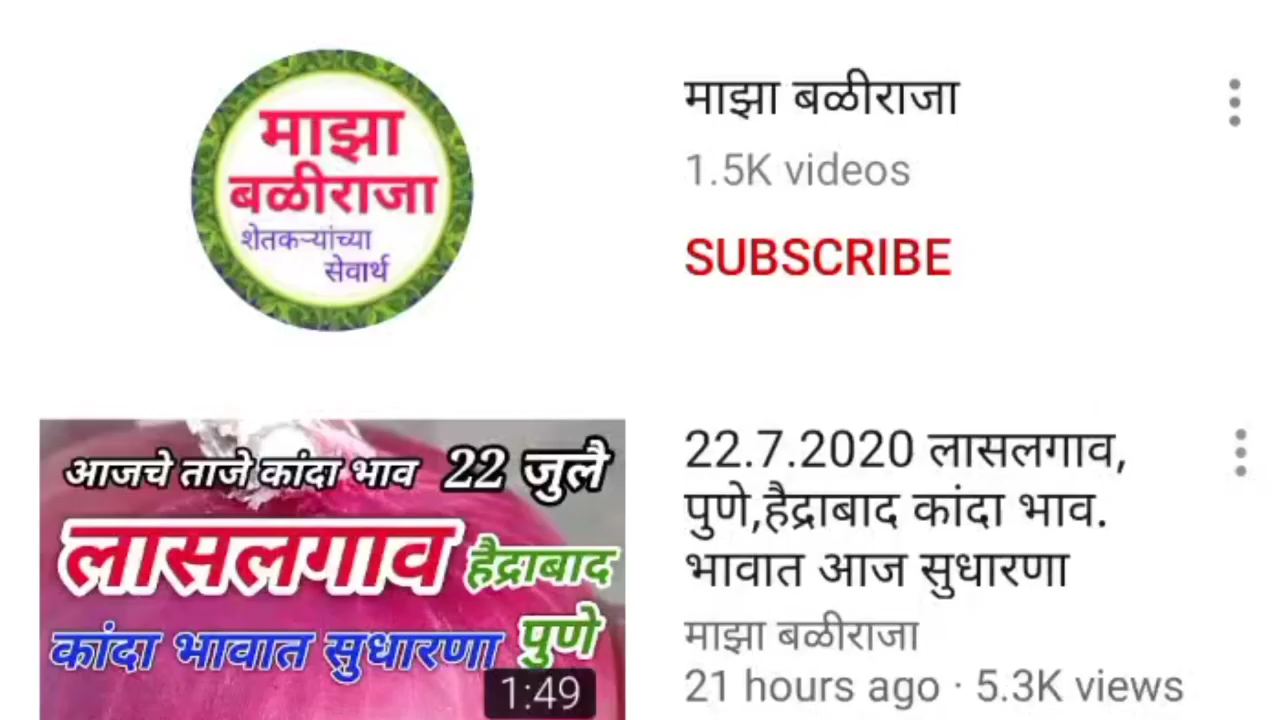 माझा
बळीराजा
शेतकऱ्यांच्या
सेवार्थ
माझा बळीराजा
1.5K videos
SUBSCRIBE
आजचे ताजे कांदा भाव 22 जुलै
लासलगाव हैद्राबाद
कांदा भावात सुधारणा पुणे
1:49
22.7.2020 लासलगाव,
पुणे,हैद्राबाद कांदा भाव.
भावात आज सुधारणा
माझा बळीराजा
21 hours ago · 5.3K views